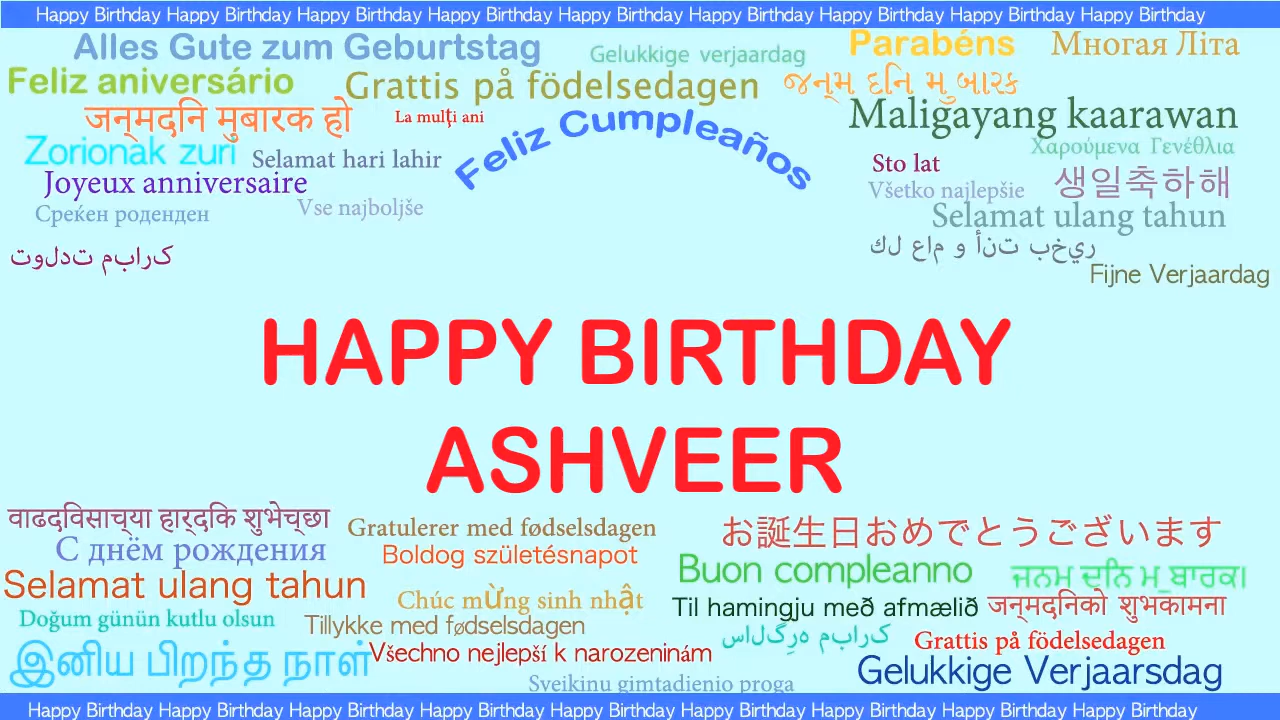 Happy Birthday Happy Birthday Happy Birthday Happy Birthday Happy Birthday Happy Birthday Happy Birthday Happy Birthday Happy Birthday
Alles Gute zum Geburtstag
Gelukkige verjaardag
Parabéns
Многая Літа
Feliz aniversário
Grattis på födelsedagen
જન્મ દિન મુબારક
जन्मदिन मुबारक हो
La mulţi ani
Feliz Cumpleaños
Maligayang kaarawan
Zorionak zuri
Selamat hari lahir
Χαρούμενα Γενέθλια
Sto lat
Joyeux anniversaire
Všetko najlepšie
생일축하해
Среќен роденден
Vse najboljše
Selamat ulang tahun
تولدت مبارک
كل عام و أنت بخير
Fijne Verjaardag
HAPPY BIRTHDAY
ASHVEER
वाढदिवसाच्या हार्दिक शुभेच्छा
Gratulerer med fødselsdagen
お誕生日おめでとうございます
С днём рождения
Boldog születésnapot
Buon compleanno
ਜਨਮ ਦਿਨ ਮੁਬਾਰਕ।
Selamat ulang tahun
Chúc mừng sinh nhật
Til hamingju með afmælið
जन्मदिनको शुभकामना
Doğum günün kutlu olsun
Tillykke med fødselsdagen
سالگرہ مبارک
Grattis på födelsedagen
இனிய பிறந்த நாள்
Všechno nejlepší k narozeninám
Gelukkige Verjaarsdag
Sveikinu gimtadienio proga
Happy Birthday Happy Birthday Happy Birthday Happy Birthday Happy Birthday Happy Birthday Happy Birthday Happy Birthday Happy Birthday